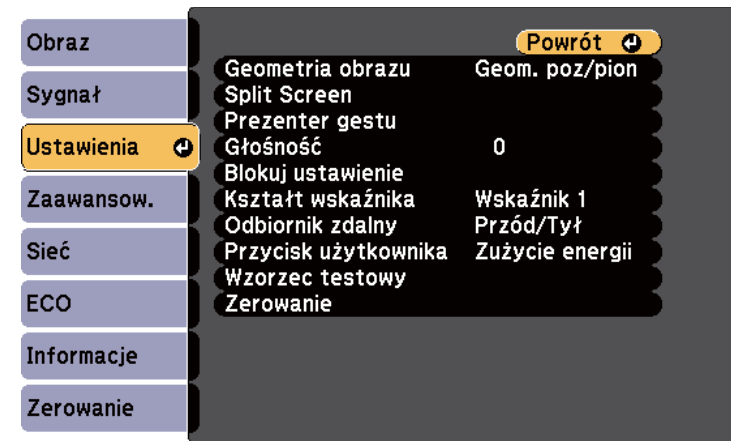 Obraz
Sygnał
Ustawienia
Zaawansow.
Sieć
ECO
Informacje
Zerowanie
Powrót
Geometria obrazu Geom. poz/pion
Split Screen
Prezenter gestu
Głośność 0
Blokuj ustawienie
Kształt wskaźnika Wskaźnik 1
Odbiornik zdalny Przód/Tył
Przycisk użytkownika Zużycie energii
Wzorzec testowy
Zerowanie